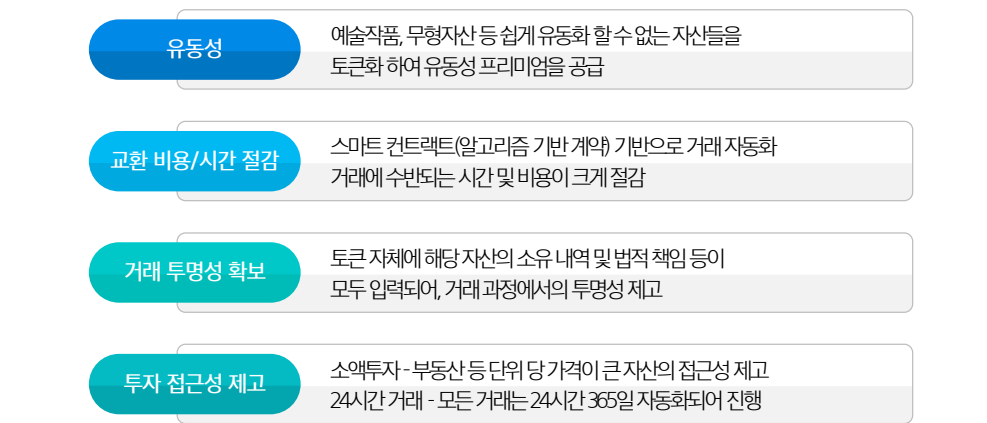 유동성
예술작품, 무형자산 등 쉽게 유동화 할 수 없는 자산들을
토큰화 하여 유동성 프리미엄을 공급
교환 비용/시간 절감
스마트 컨트랙트(알고리즘 기반 계약) 기반으로 거래 자동화
거래에 수반되는 시간 및 비용이 크게 절감
거래 투명성 확보
토큰 자체에 해당 자산의 소유 내역 및 법적 책임 등이
모두 입력되어, 거래 과정에서의 투명성 제고
투자 접근성 제고
소액투자 - 부동산 등 단위 당 가격이 큰 자산의 접근성 제고
24시간 거래 - 모든 거래는 24시간 365일 자동화되어 진행